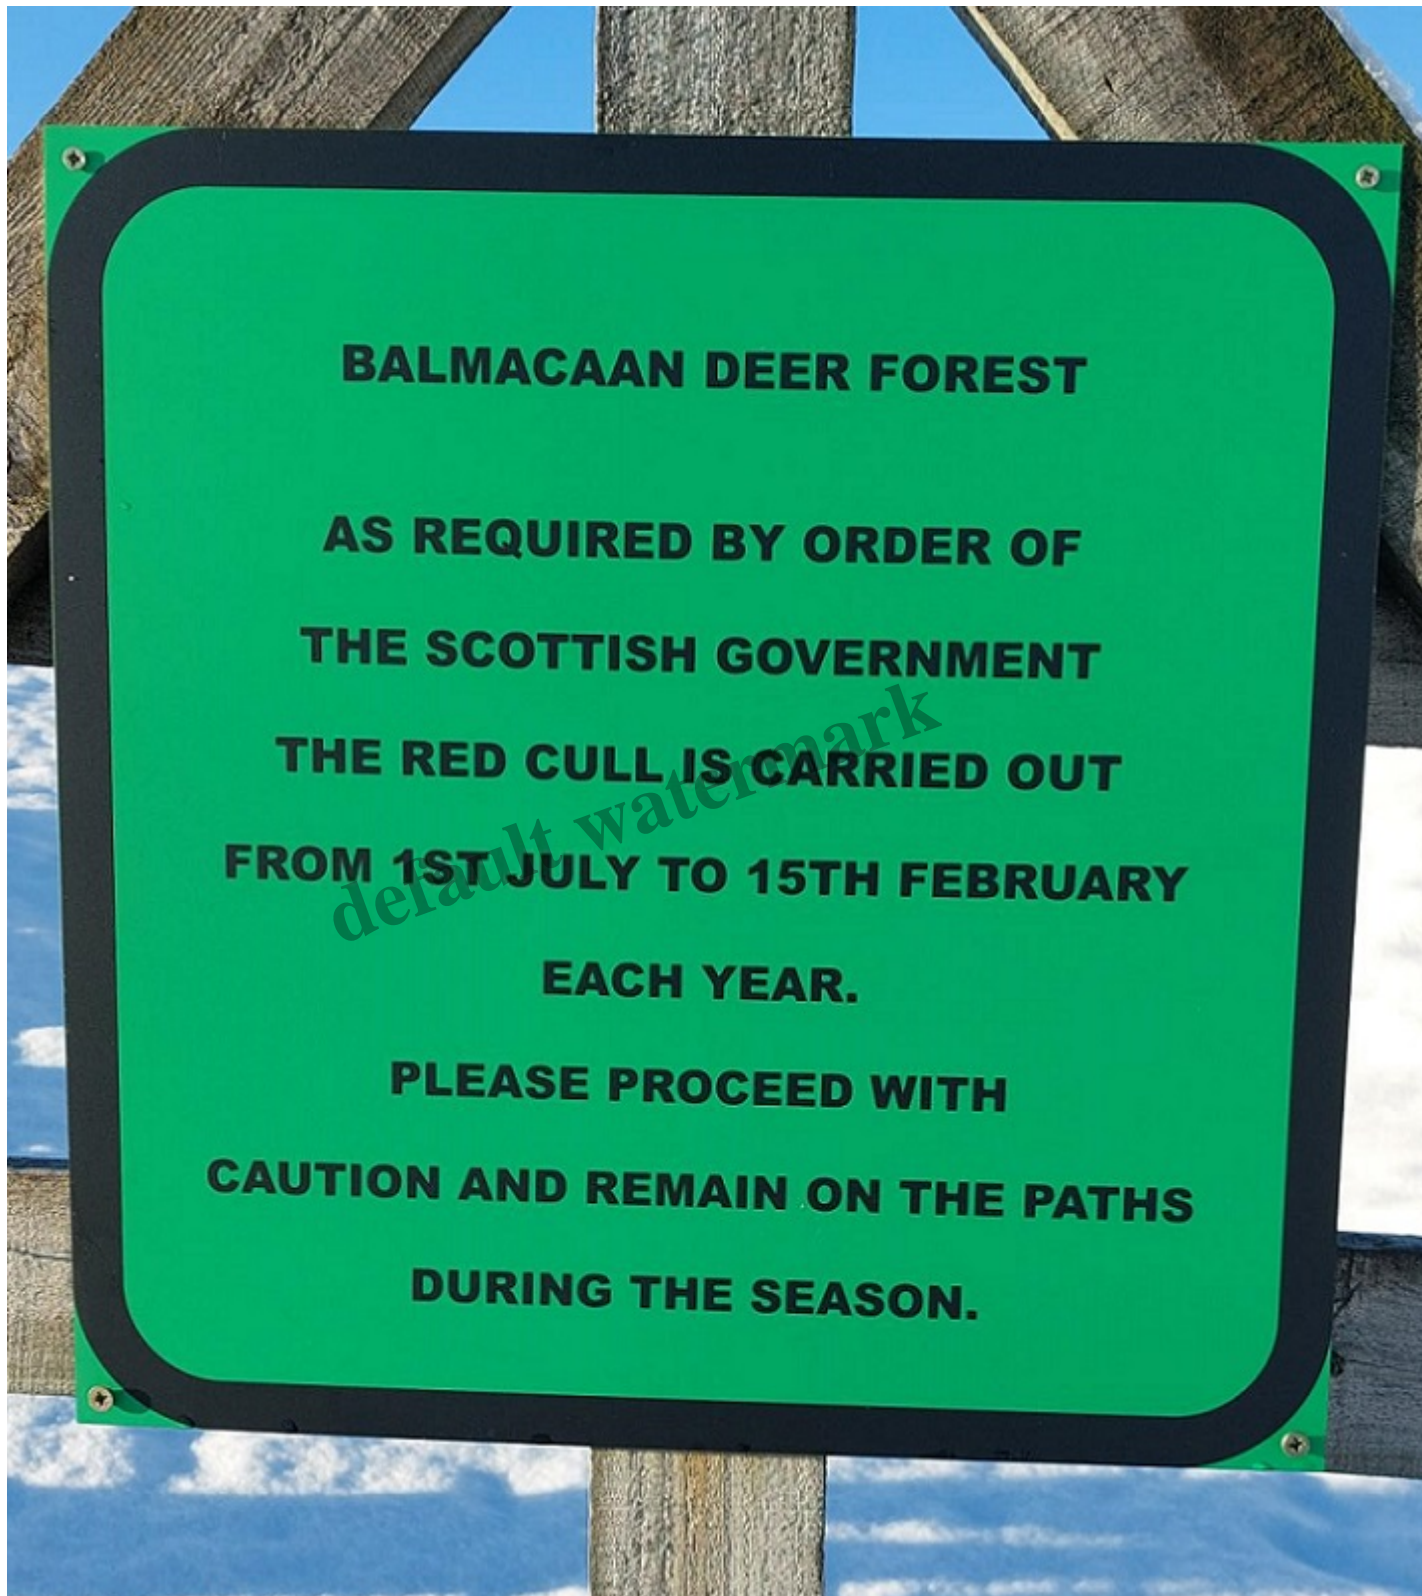 BALMACAAN DEER FOREST
AS REQUIRED BY ORDER OF
THE SCOTTISH GOVERNMENT
THE RED CULL IS CARRIED OUT
FROM 1ST JULY TO 15TH FEBRUARY
EACH YEAR.
PLEASE PROCEED WITH
CAUTION AND REMAIN ON THE PATHS
DURING THE SEASON.
default watermark